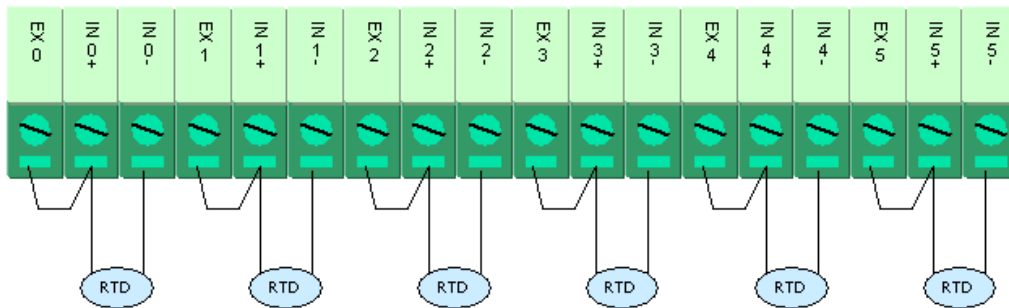 EX 0
IN 0+
IN 0-
EX 1
IN 1+
IN 1-
EX 2
IN 2+
IN 2-
EX 3
IN 3+
IN 3-
EX 4
IN 4+
IN 4-
EX 5
IN 5+
IN 5-
RTD
RTD
RTD
RTD
RTD
RTD